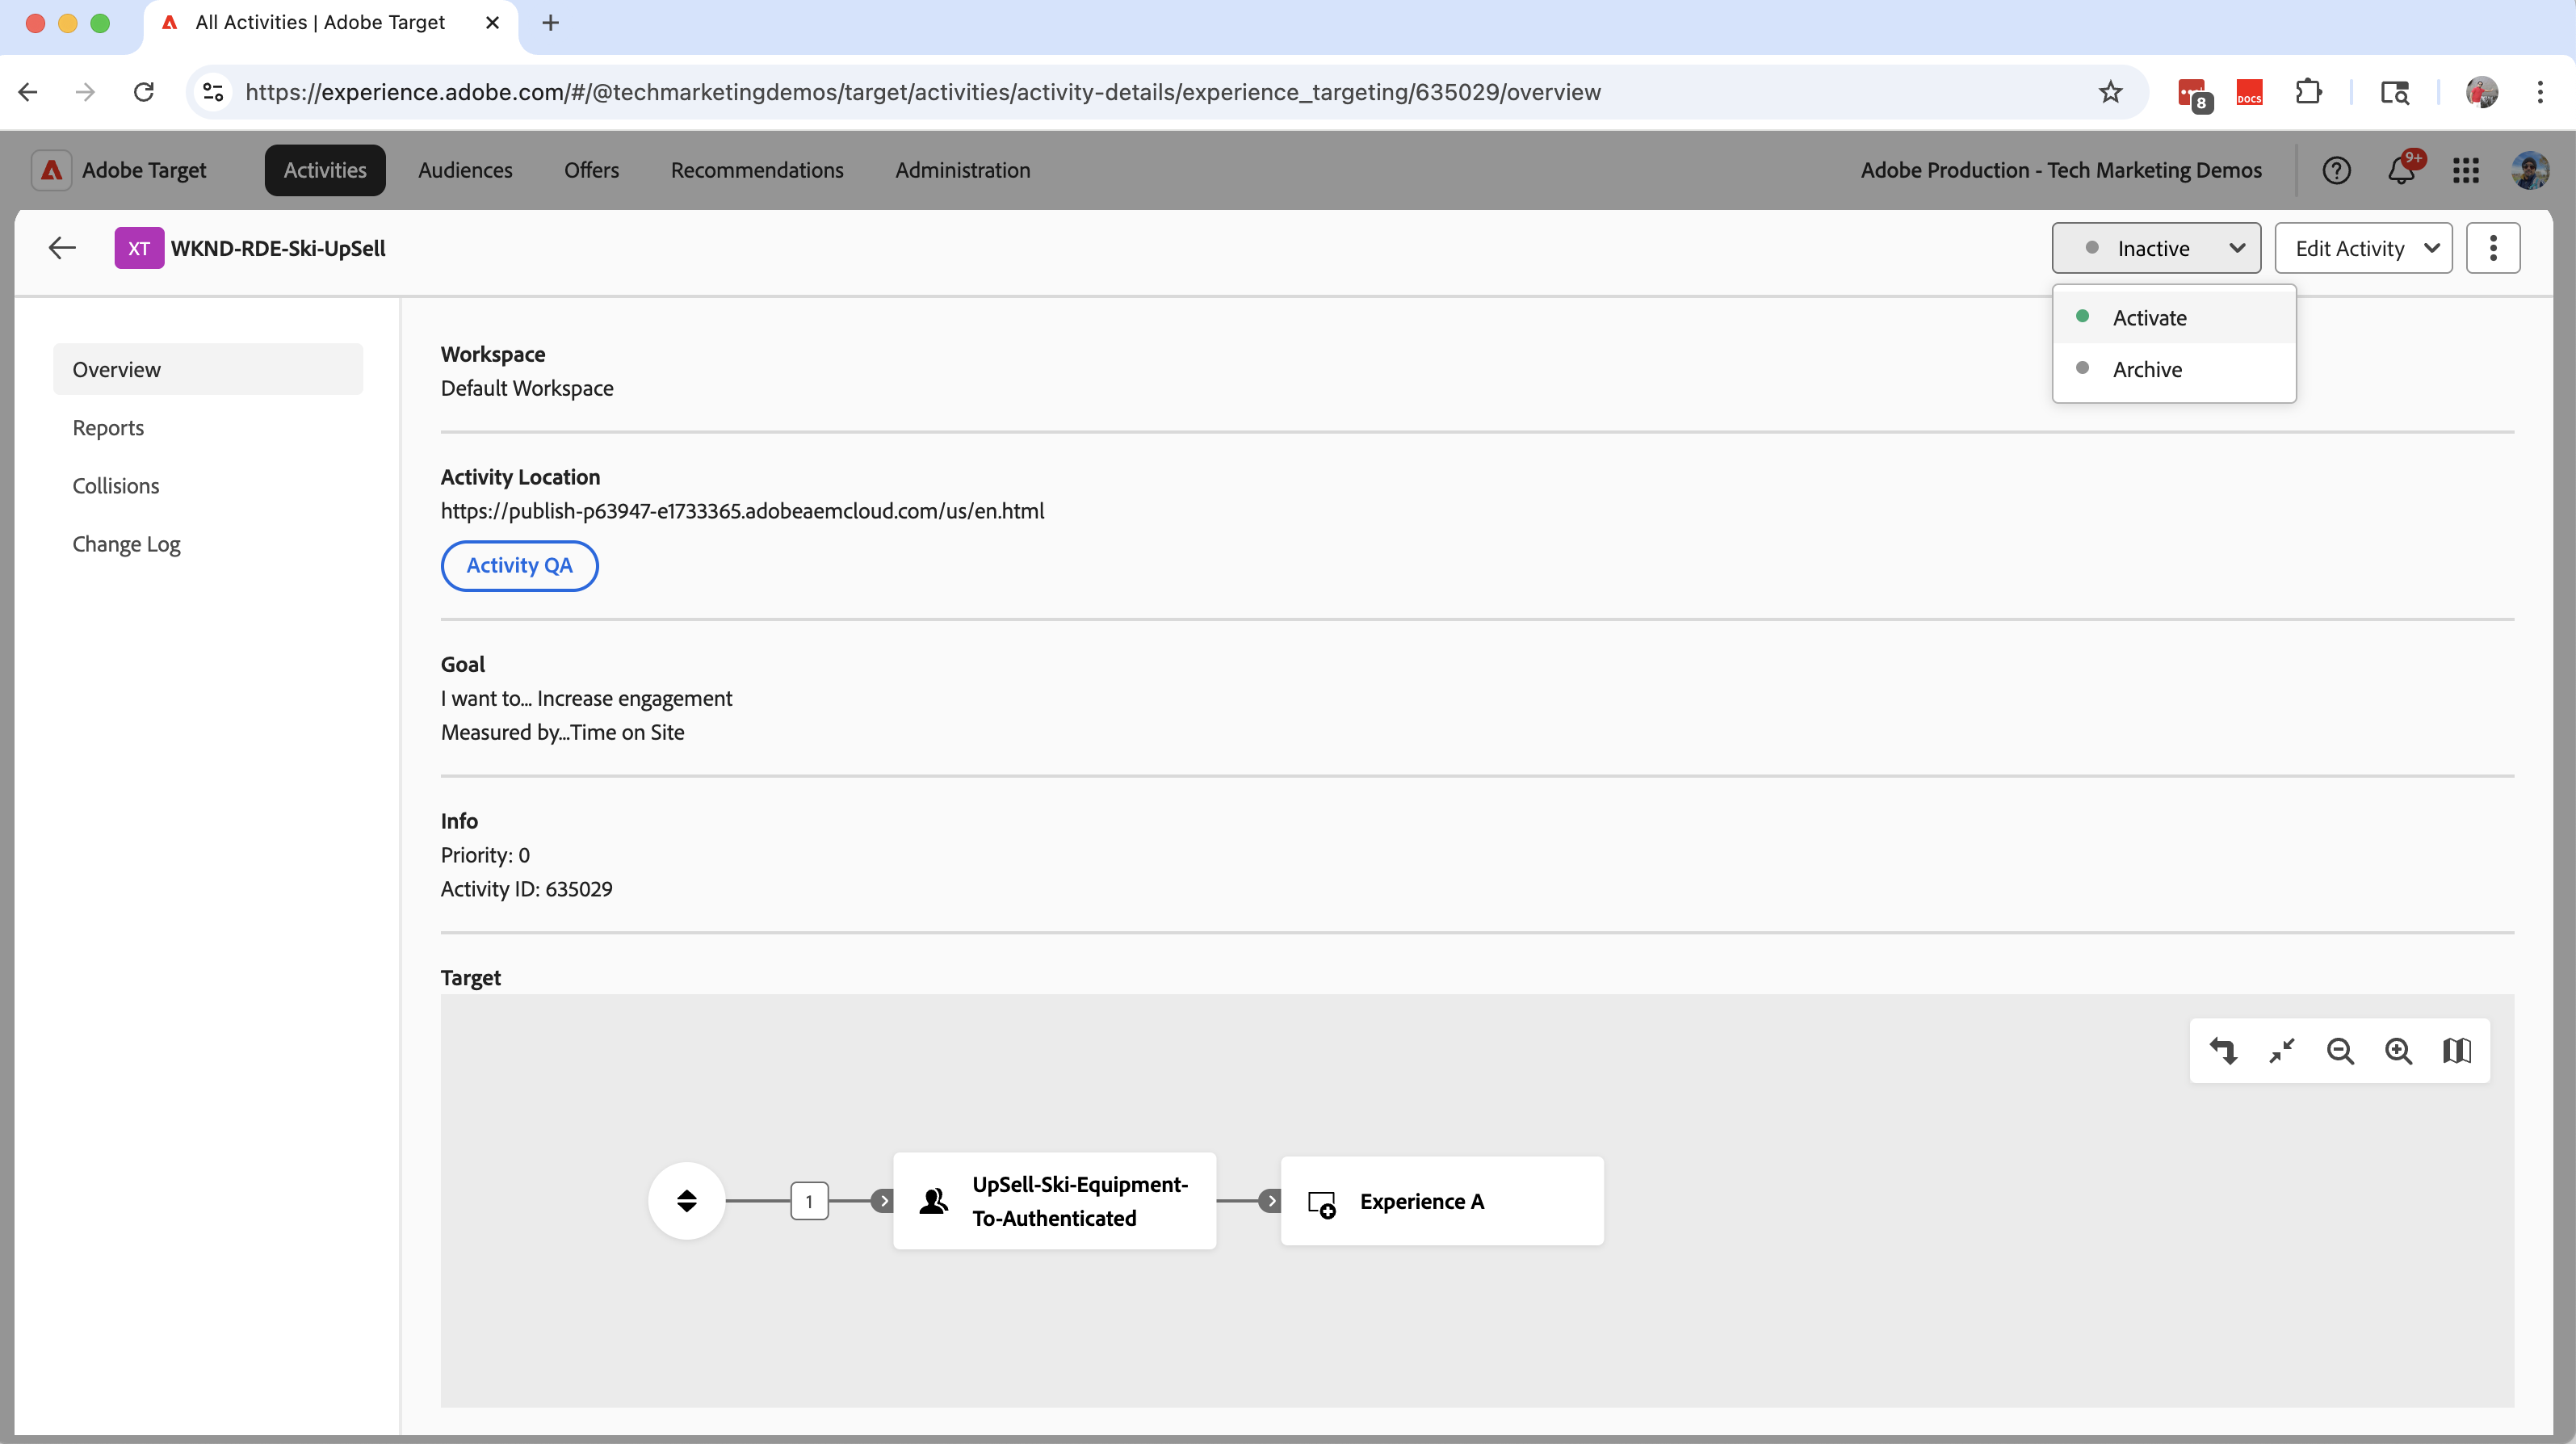 All Activities | Adobe Target
https://experience.adobe.com/#/@techmarketingdemos/target/activities/activity-details/experience_targeting/635029/overview
8
DOCS
Adobe Target
Activities
Audiences
Offers
Recommendations
Administration
Adobe Production - Tech Marketing Demos
9+
XT
WKND-RDE-Ski-UpSell
Inactive
Edit Activity
Activate
Archive
Overview
Reports
Collisions
Change Log
Workspace
Default Workspace
Activity Location
https://publish-p63947-e1733365.adobeaemcloud.com/us/en.html
Activity QA
Goal
I want to... Increase engagement
Measured by...Time on Site
Info
Priority: 0
Activity ID: 635029
Target
1
UpSell-Ski-Equipment-
To-Authenticated
Experience A